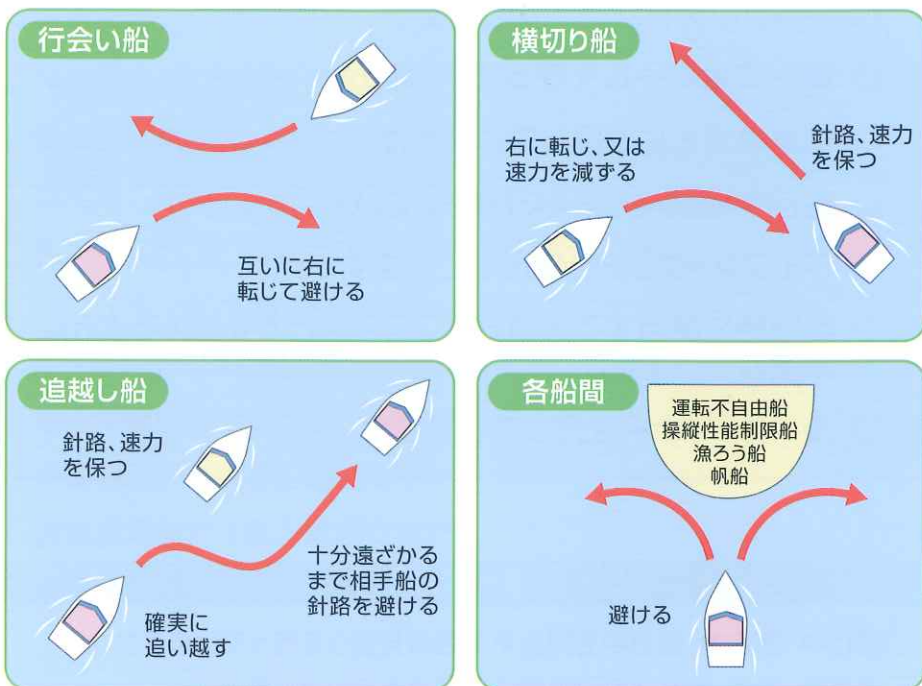 行会い船
互いに右に
転じて避ける
横切り船
右に転じ、又は
速力を減ずる
針路、速力
を保つ
追越し船
針路、速力
を保つ
確実に
追い越す
十分遠ざかる
まで相手船の
針路を避ける
各船間
運転不自由船
操縦性能制限船
漁ろう船
帆船
避ける